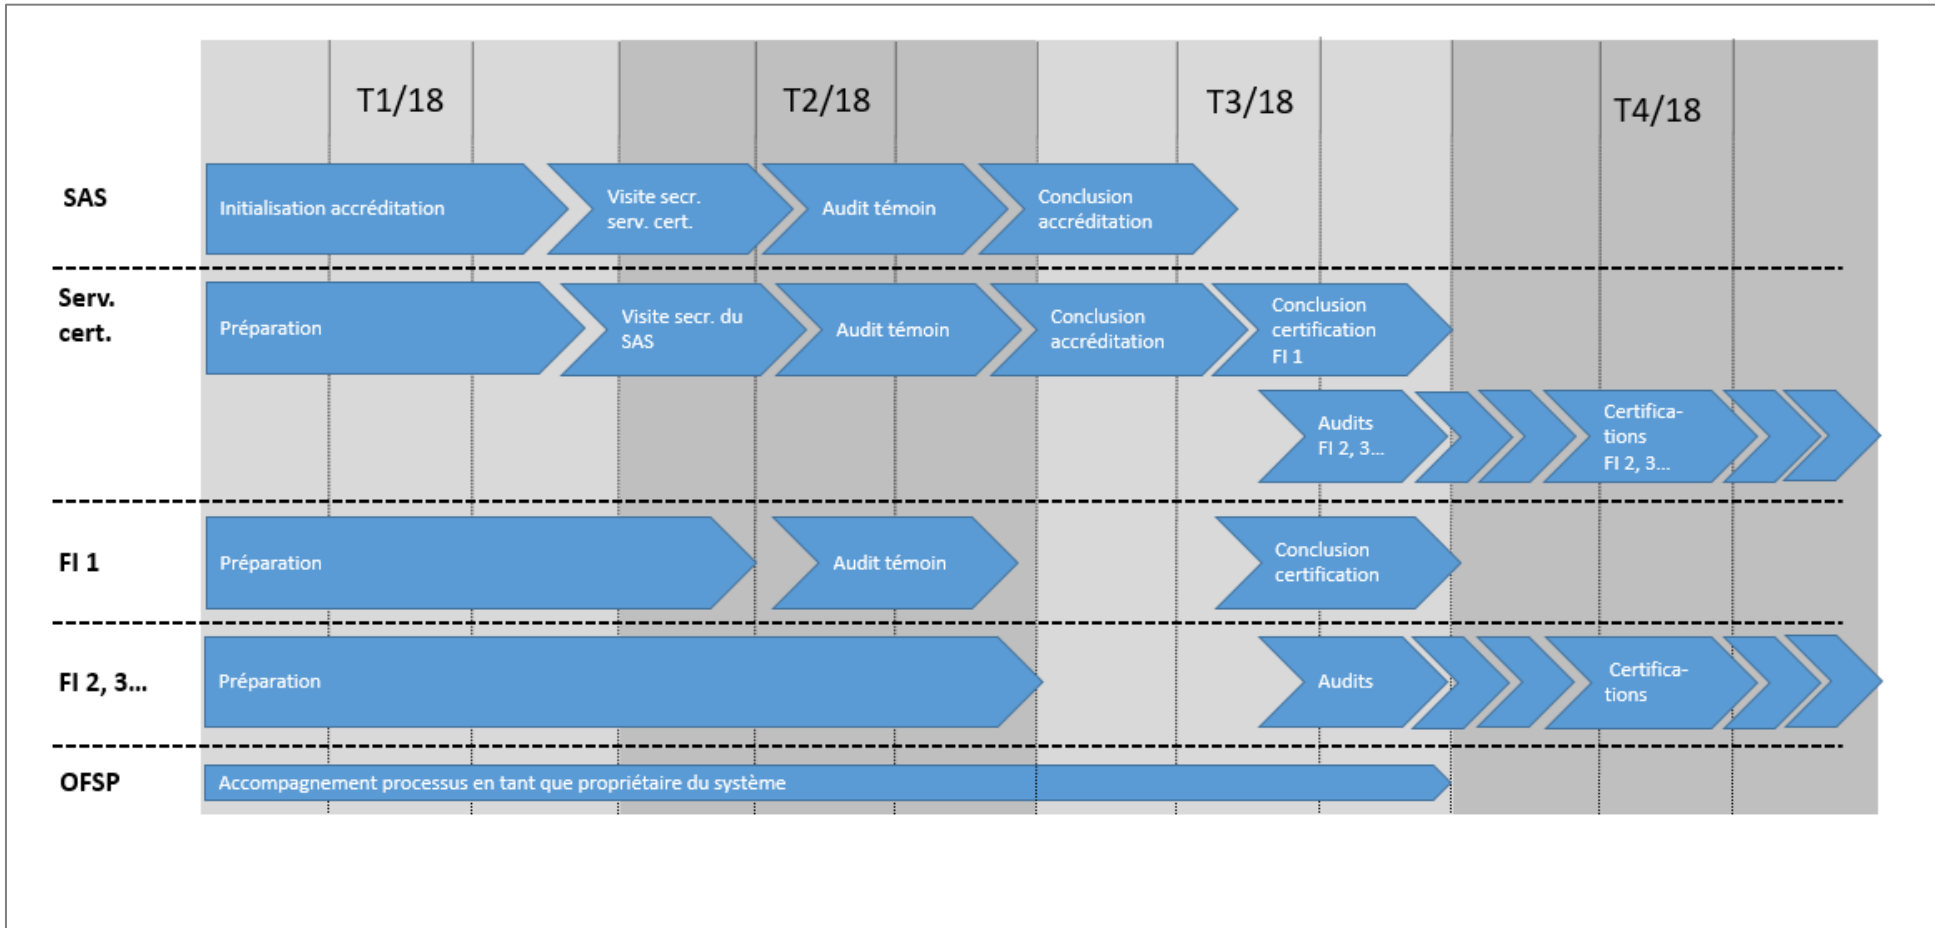 T1/18
T2/18
T3/18
T4/18
SAS
Initialisation accréditation
Visite secr.
serv. cert.
Audit témoin
Conclusion
accréditation
Serv.
cert.
Préparation
Visite secr. du
SAS
Audit témoin
Conclusion
accréditation
Conclusion
certification
FI 1
Audits
FI 2, 3...
Certifica-
tions
FI 2, 3...
FI 1
Préparation
Audit témoin
Conclusion
certification
FI 2, 3...
Préparation
Audits
Certifica-
tions
OFSP
Accompagnement processus en tant que propriétaire du système